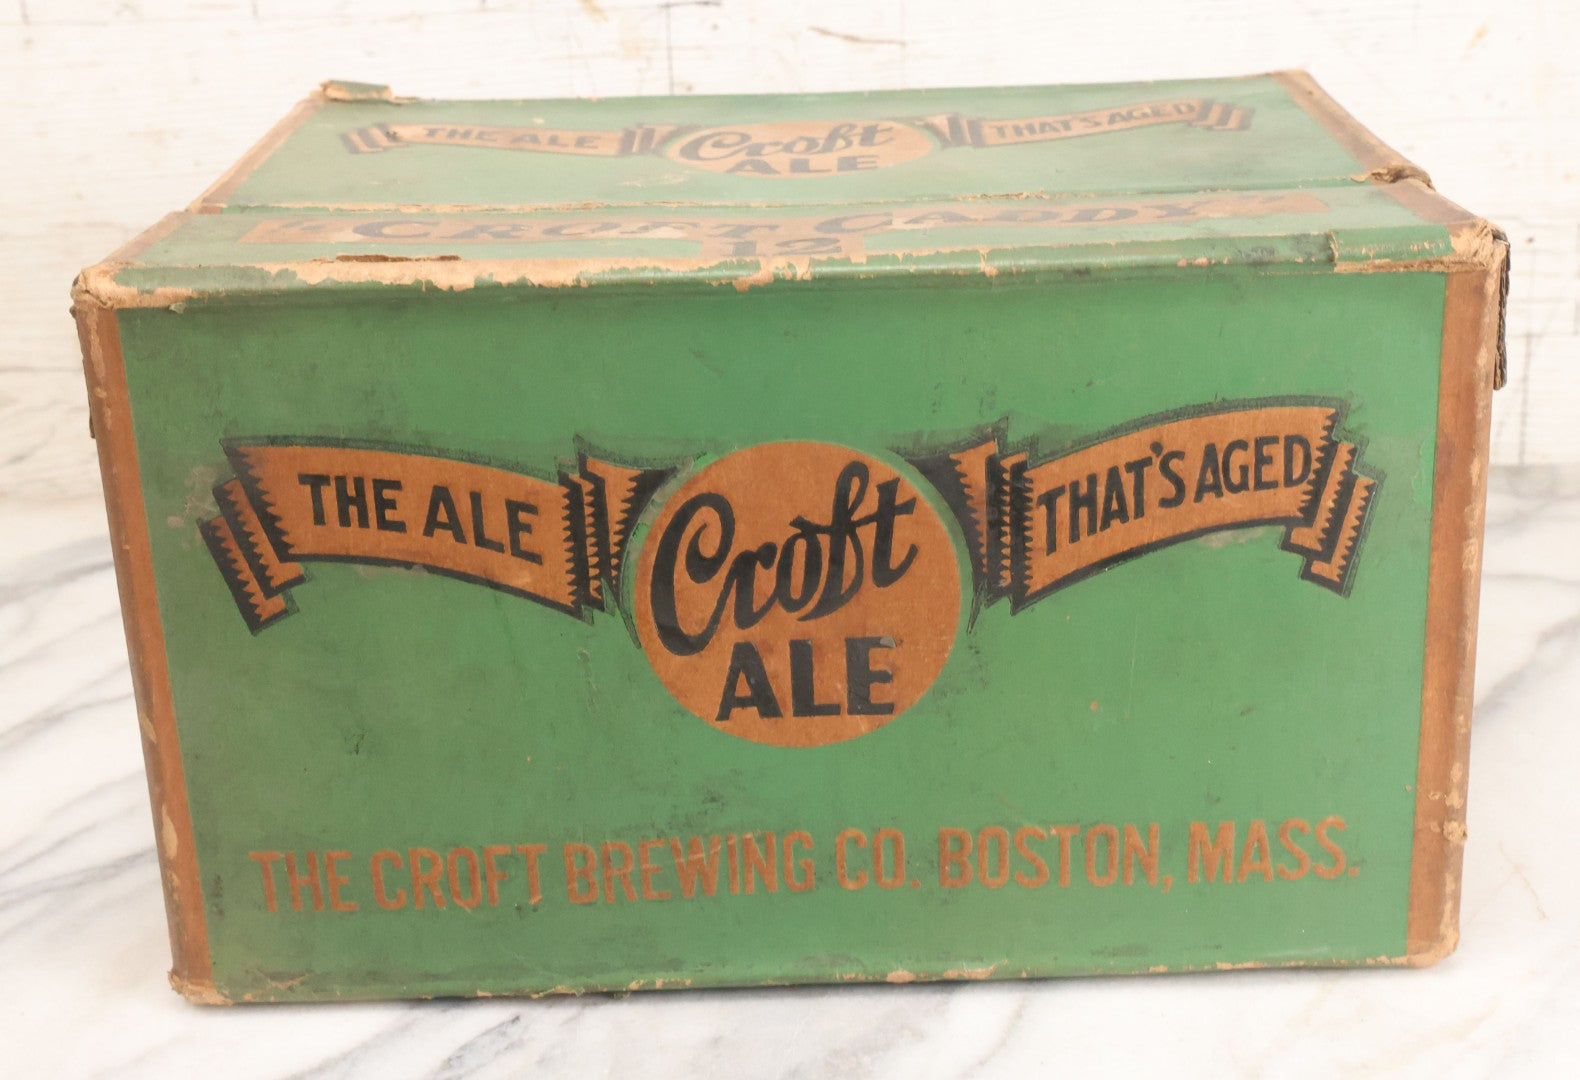 THE ALE Croft ALE THAT'S AGED
"CROFT CADDY"
12
THE ALE Croft ALE THAT'S AGED
THE CROFT BREWING CO. BOSTON, MASS.